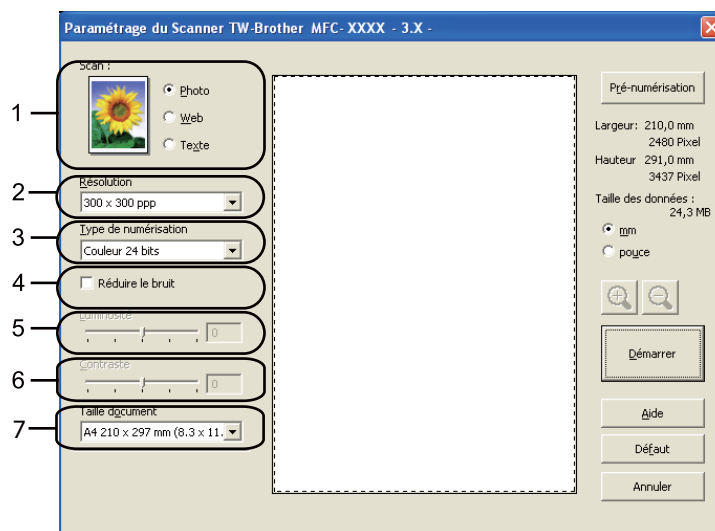 Paramétrage du Scanner TW-Brother MFC- XXXX - 3.X -
Scan :
1
Photo
Web
Texte
2
Résolution
300 x 300 ppp
3
Type de numérisation
Couleur 24 bits
4
Réduire le bruit
5
Luminosité
0
6
Contraste
0
7
Taille document
A4 210 x 297 mm (8.3 x 11.
Pré-numérisation
Largeur: 210,0 mm
2480 Pixel
Hauteur 291,0 mm
3437 Pixel
Taille des données :
24,3 MB
mm
pouce
Démarrer
Aide
Défaut
Annuler